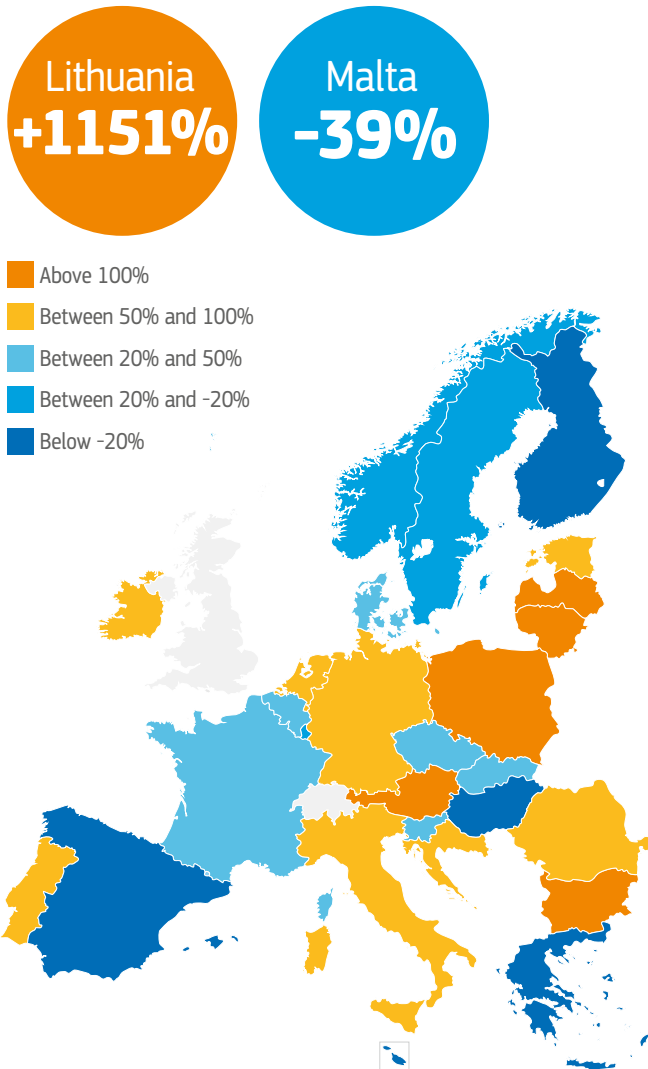 Lithuania
+1151%
Malta
-39%
Above 100%
Between 50% and 100%
Between 20% and 50%
Between 20% and -20%
Below -20%